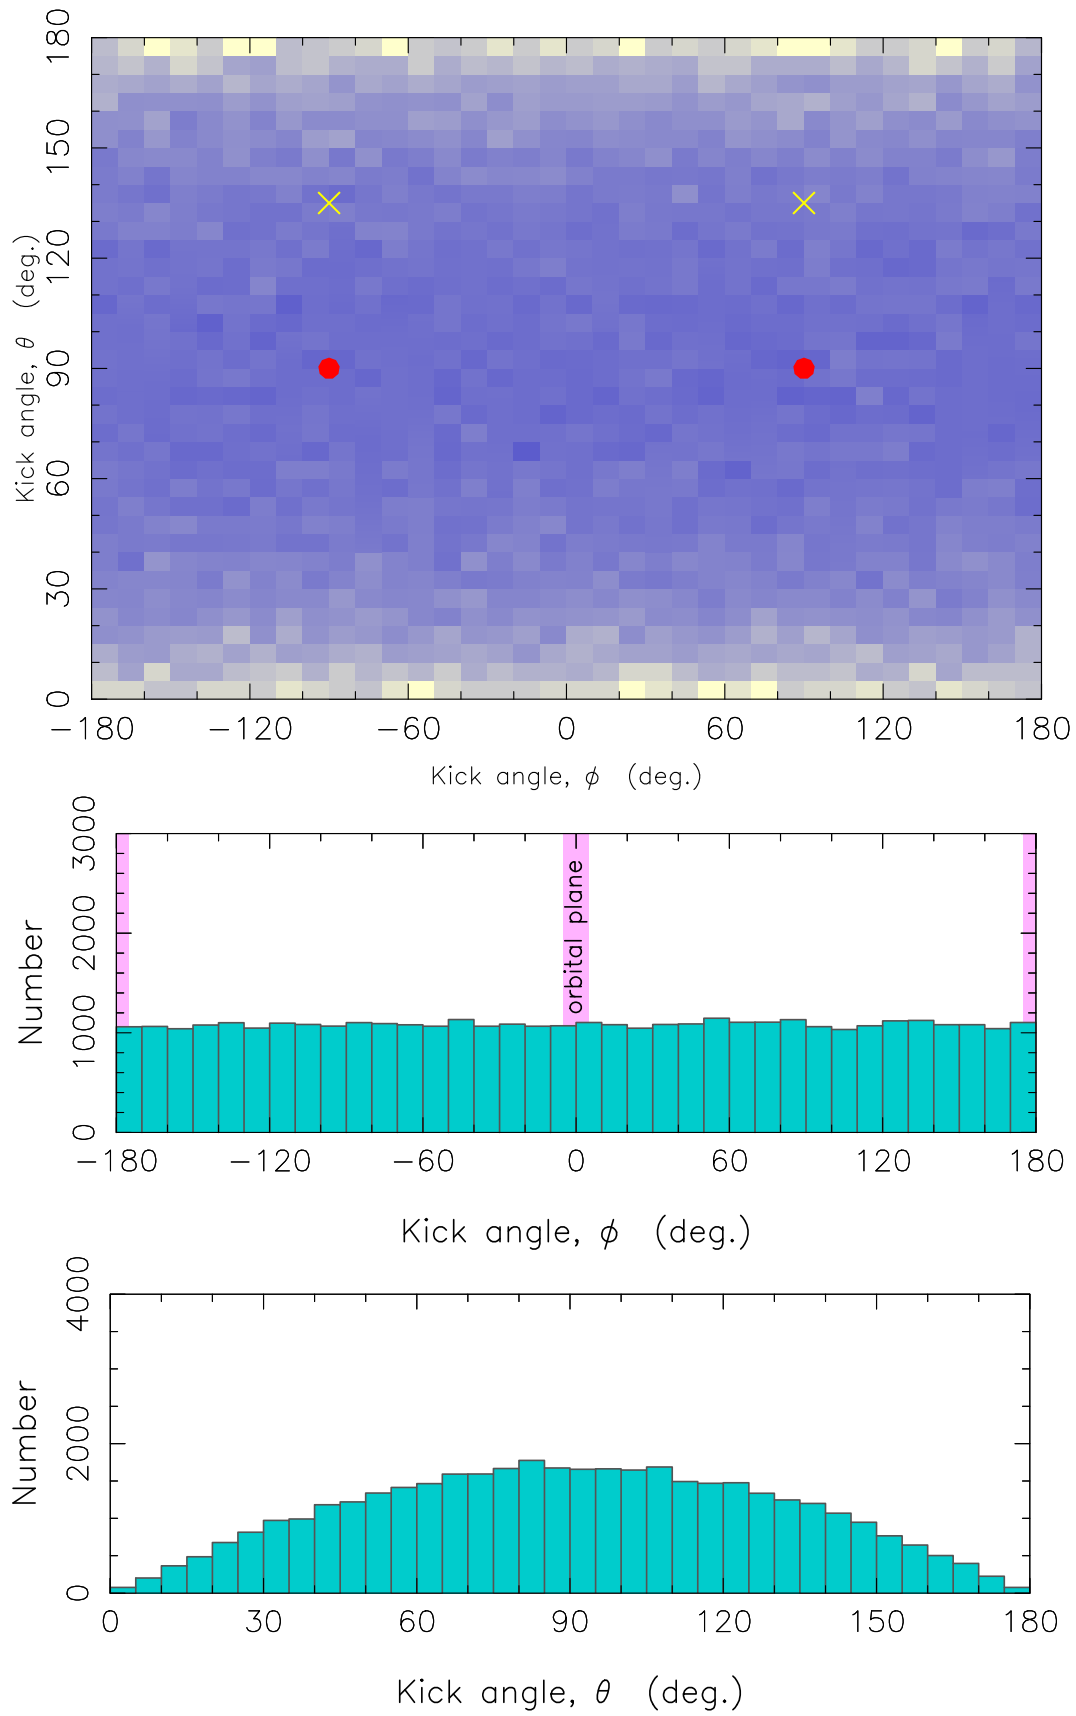 180
150
120
90
60
30
0
Kick angle, θ (deg.)
−180 −120 −60 0 60 120 180
Kick angle, ϕ (deg.)
3000
2000
1000
0
Number
orbital plane
−180 −120 −60 0 60 120 180
Kick angle, ϕ (deg.)
4000
2000
0
Number
0 30 60 90 120 150 180
Kick angle, θ (deg.)